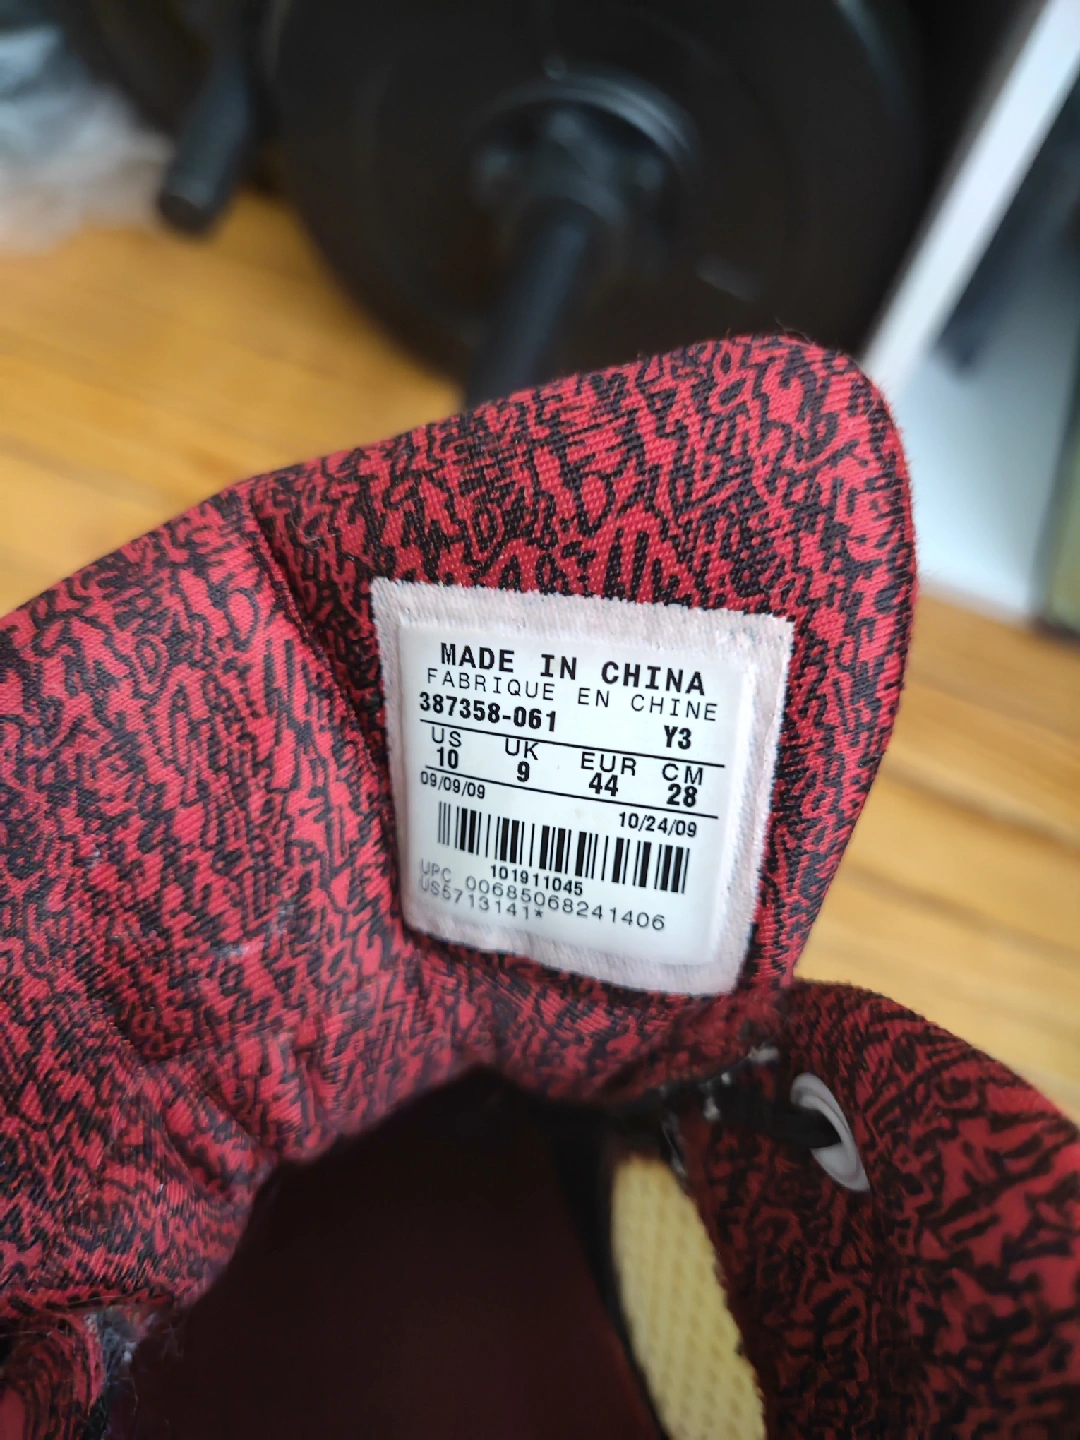 MADE IN CHINA
FABRIQUE EN CHINE
387358-061 Y3
US UK EUR CM
10 9 44 28
09/09/09 10/24/09
101911045
UPC 00685068241406
US5713141*